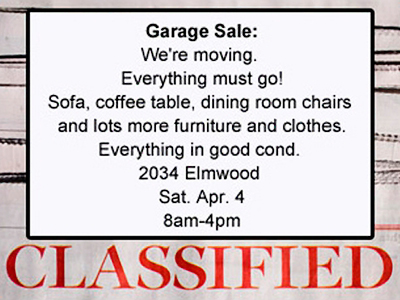 Garage Sale:
We're moving.
Everything must go!
Sofa, coffee table, dining room chairs
and lots more furniture and clothes.
Everything in good cond.
2034 Elmwood
Sat. Apr. 4
8am-4pm
CLASSIFIED